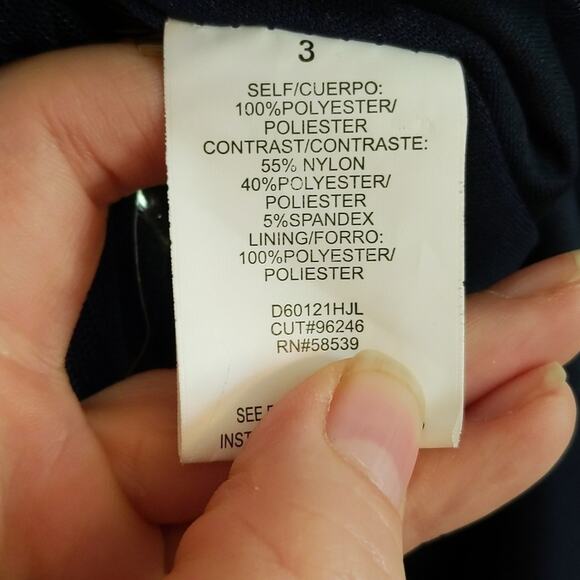 3
SELF/CUERPO:
100%POLYESTER/
POLIESTER
CONTRAST/CONTRASTE:
55% NYLON
40%POLYESTER/
POLIESTER
5%SPANDEX
LINING/FORRO:
100%POLYESTER/
POLIESTER
D60121HJL
CUT#96246
RN#58539
SEE